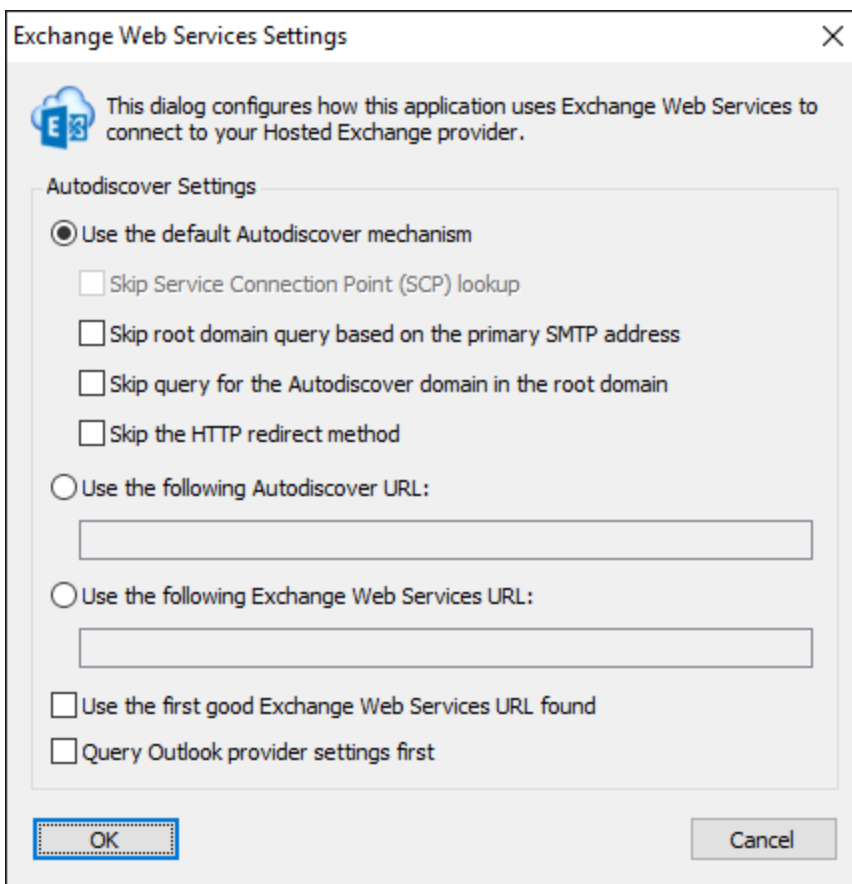 Exchange Web Services Settings
This dialog configures how this application uses Exchange Web Services to
connect to your Hosted Exchange provider.
Autodiscover Settings
Use the default Autodiscover mechanism
Skip Service Connection Point (SCP) lookup
Skip root domain query based on the primary SMTP address
Skip query for the Autodiscover domain in the root domain
Skip the HTTP redirect method
Use the following Autodiscover URL:
Use the following Exchange Web Services URL:
Use the first good Exchange Web Services URL found
Query Outlook provider settings first
OK
Cancel